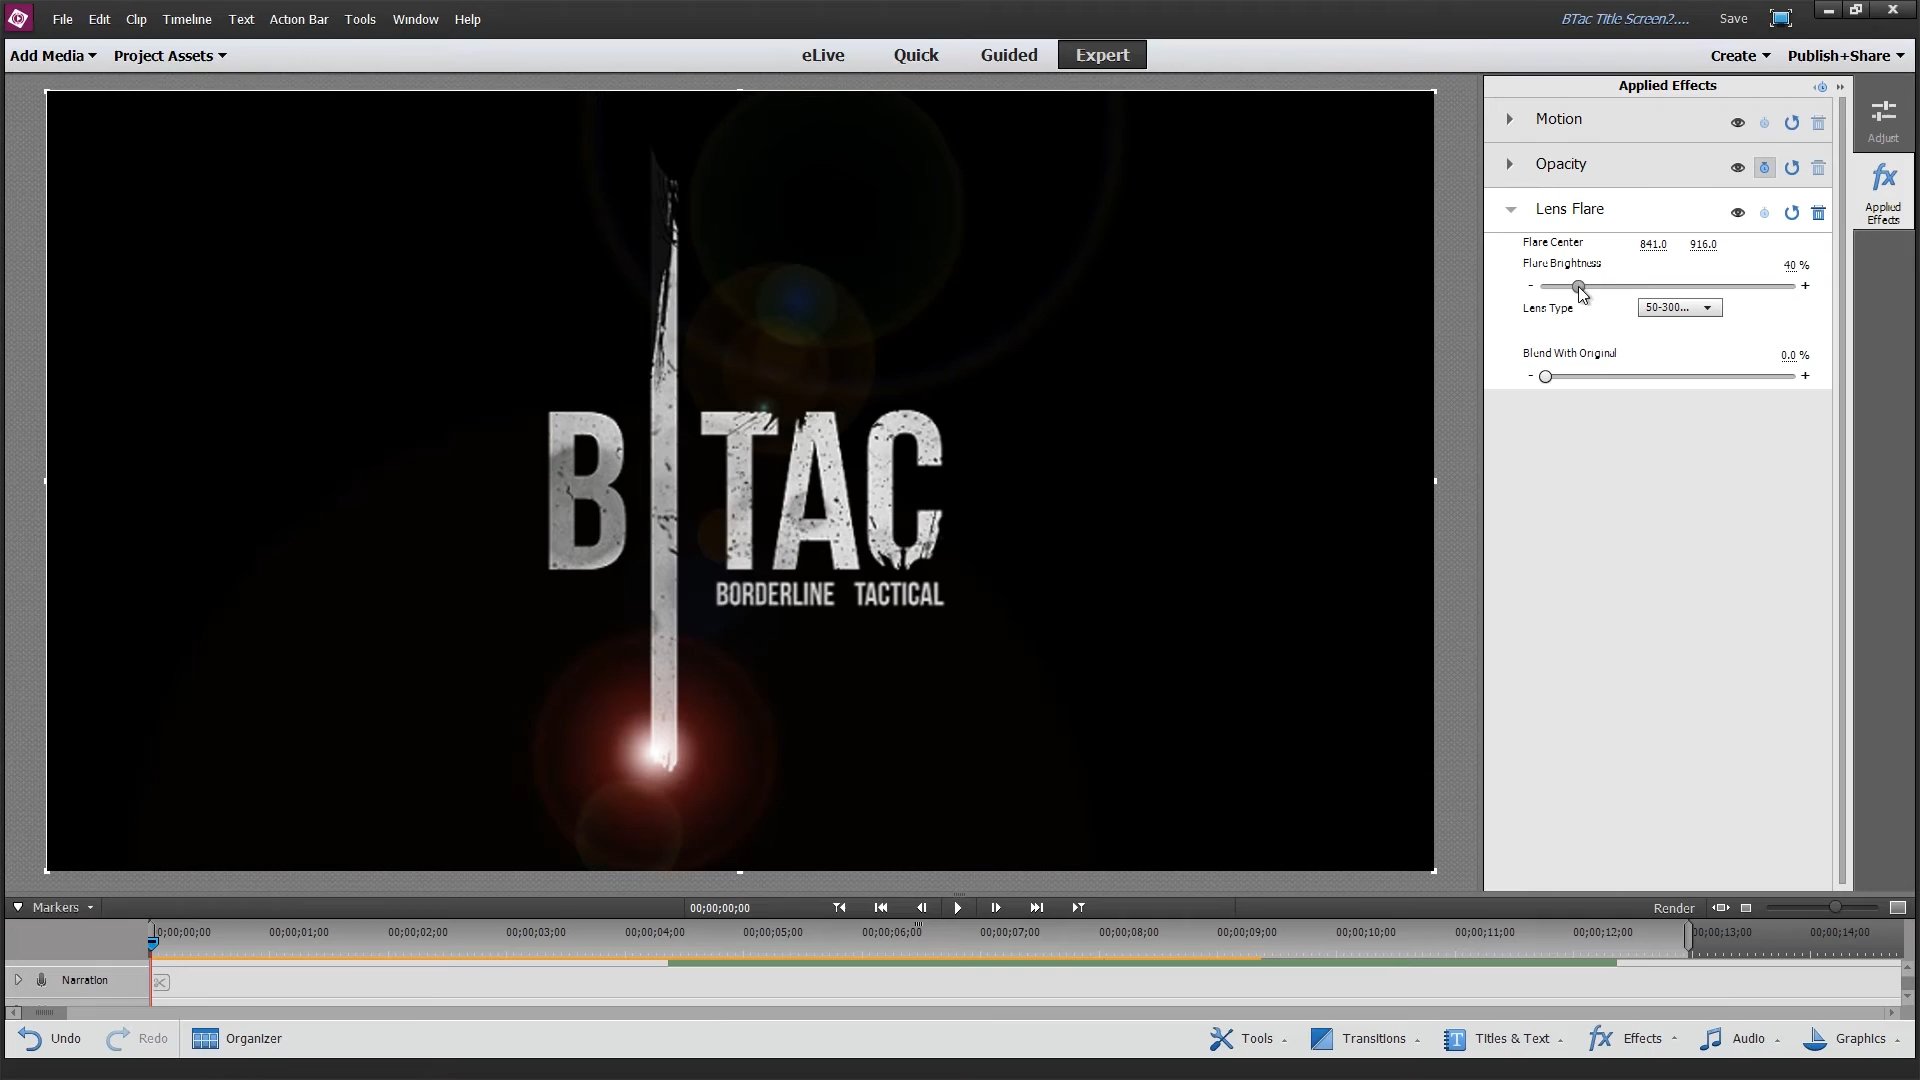 File Edit Clip Timeline Text Action Bar Tools Window Help
BTac Title Screen2.... Save
Add Media Project Assets
eLive Quick Guided Expert
Create Publish+Share
Applied Effects
Motion
Opacity
Lens Flare
Flare Center 841.0 916.0
Flare Brightness 40 %
- +
Lens Type 50-300...
Blend With Original 0.0 %
- +
Adjust
fx
Applied
Effects
B TAC
BORDERLINE TACTICAL
Markers
00;00;00;00
Render
0;00;00;00 00;00;01;00 00;00;02;00 00;00;03;00 00;00;04;00 00;00;05;00 00;00;06;00 00;00;07;00 00;00;08;00 00;00;09;00 00;00;10;00 00;00;11;00 00;00;12;00 00;00;13;00 00;00;14;00
Narration
Undo Redo Organizer
Tools Transitions T Titles & Text fx Effects Audio Graphics